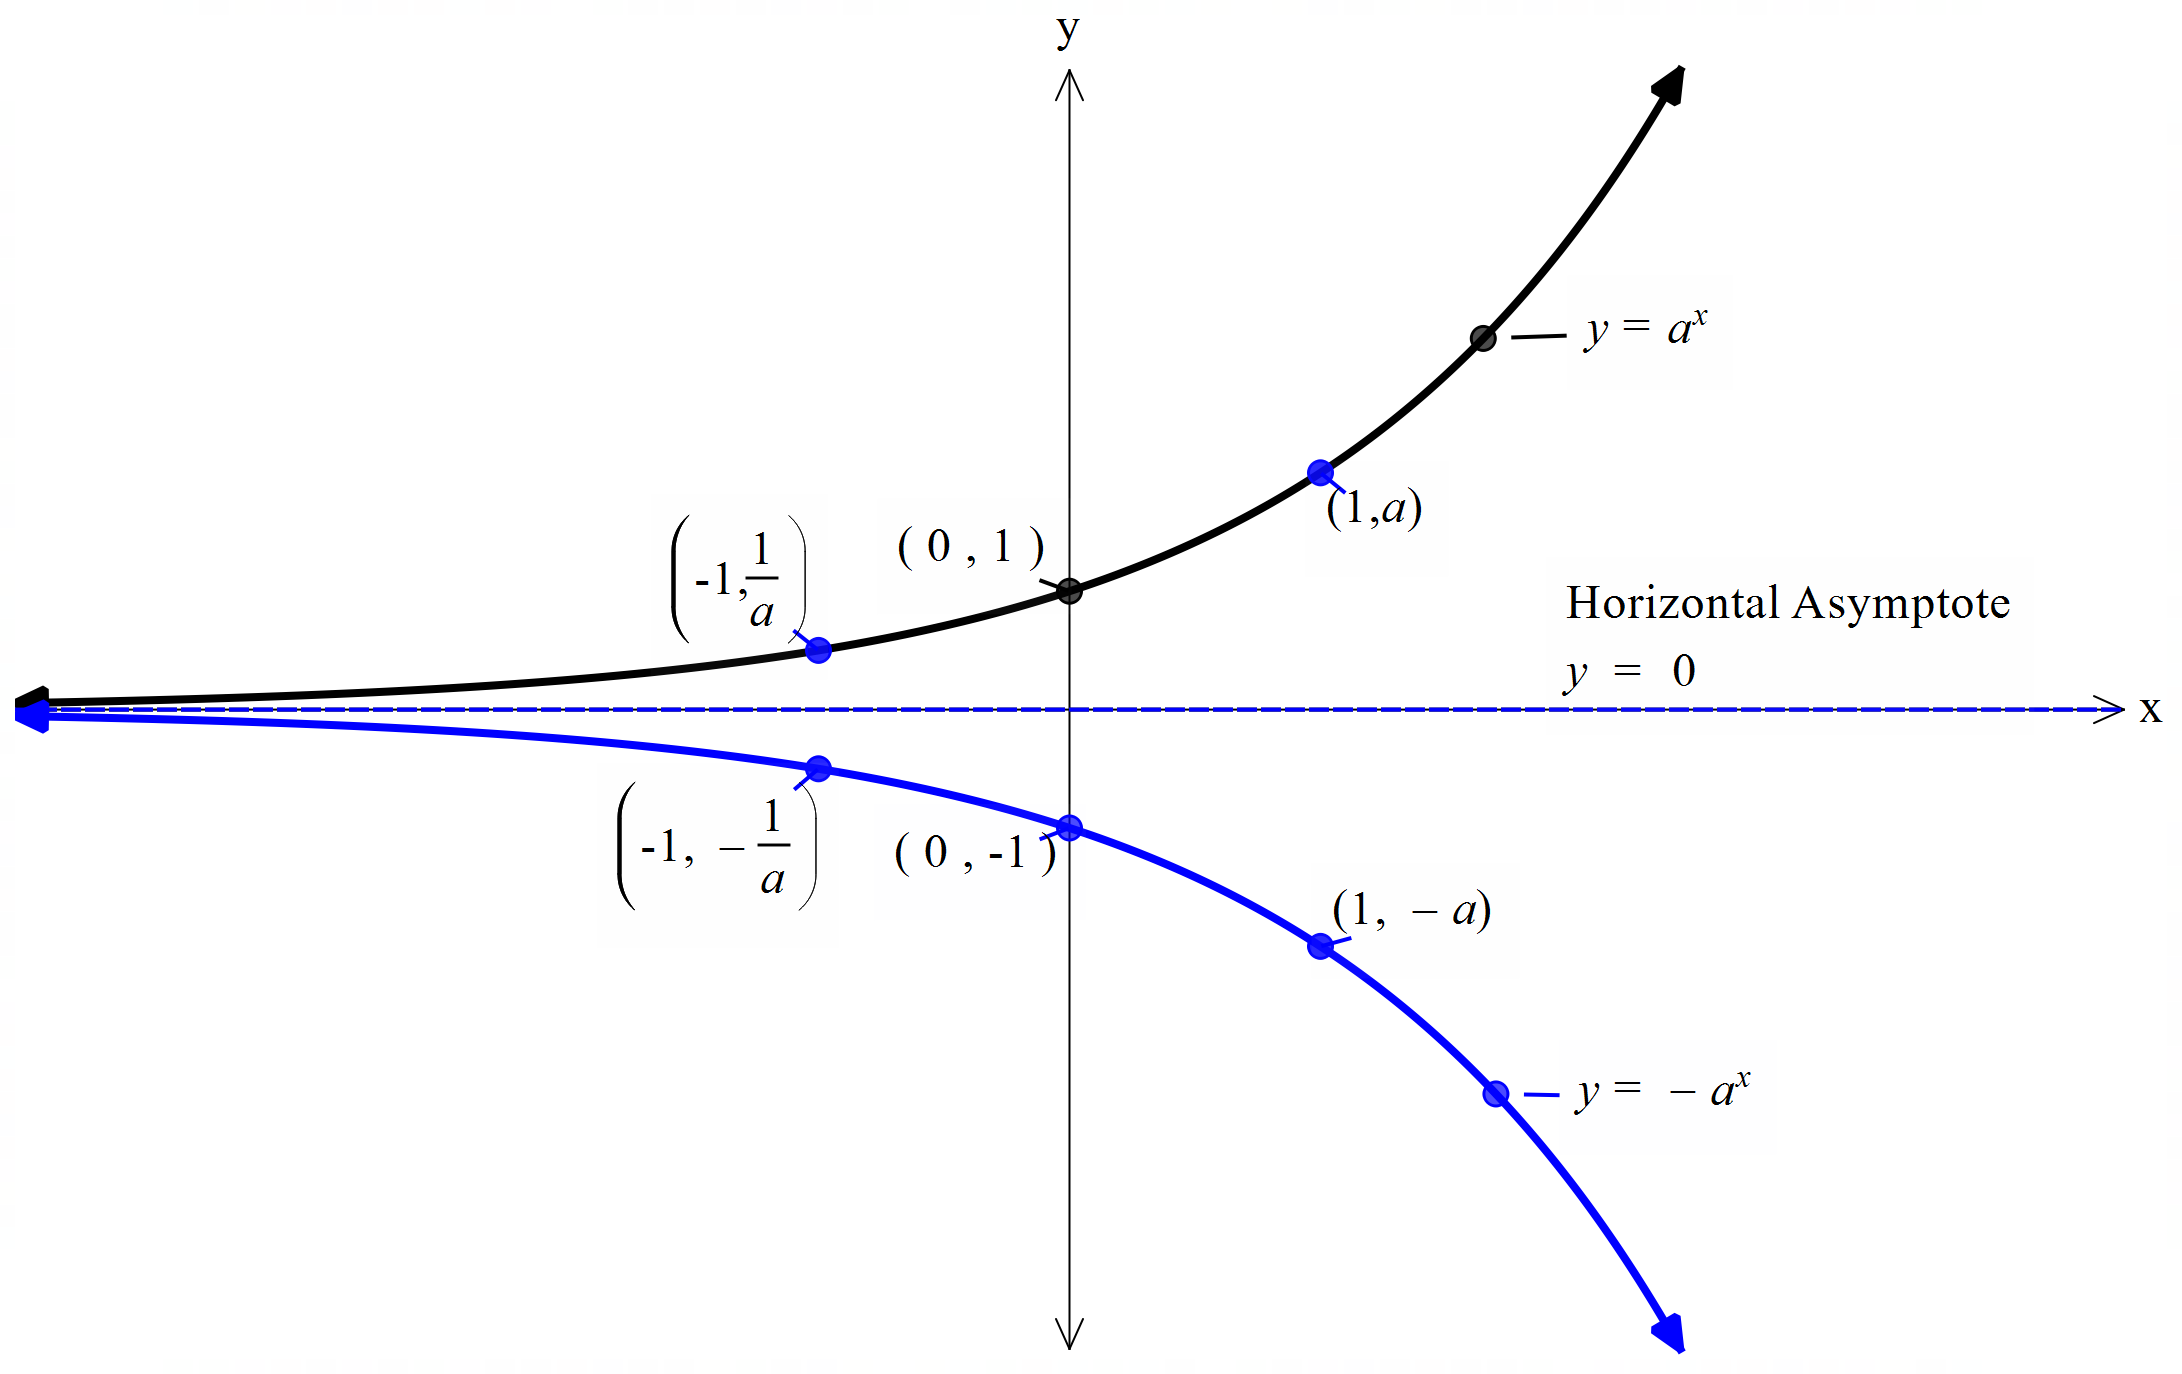 y
y = a^x
(1,a)
( 0 , 1 )
(-1, 1/a)
Horizontal Asymptote
y = 0
x
(-1, – 1/a)
( 0 , -1 )
(1, – a)
y = – a^x